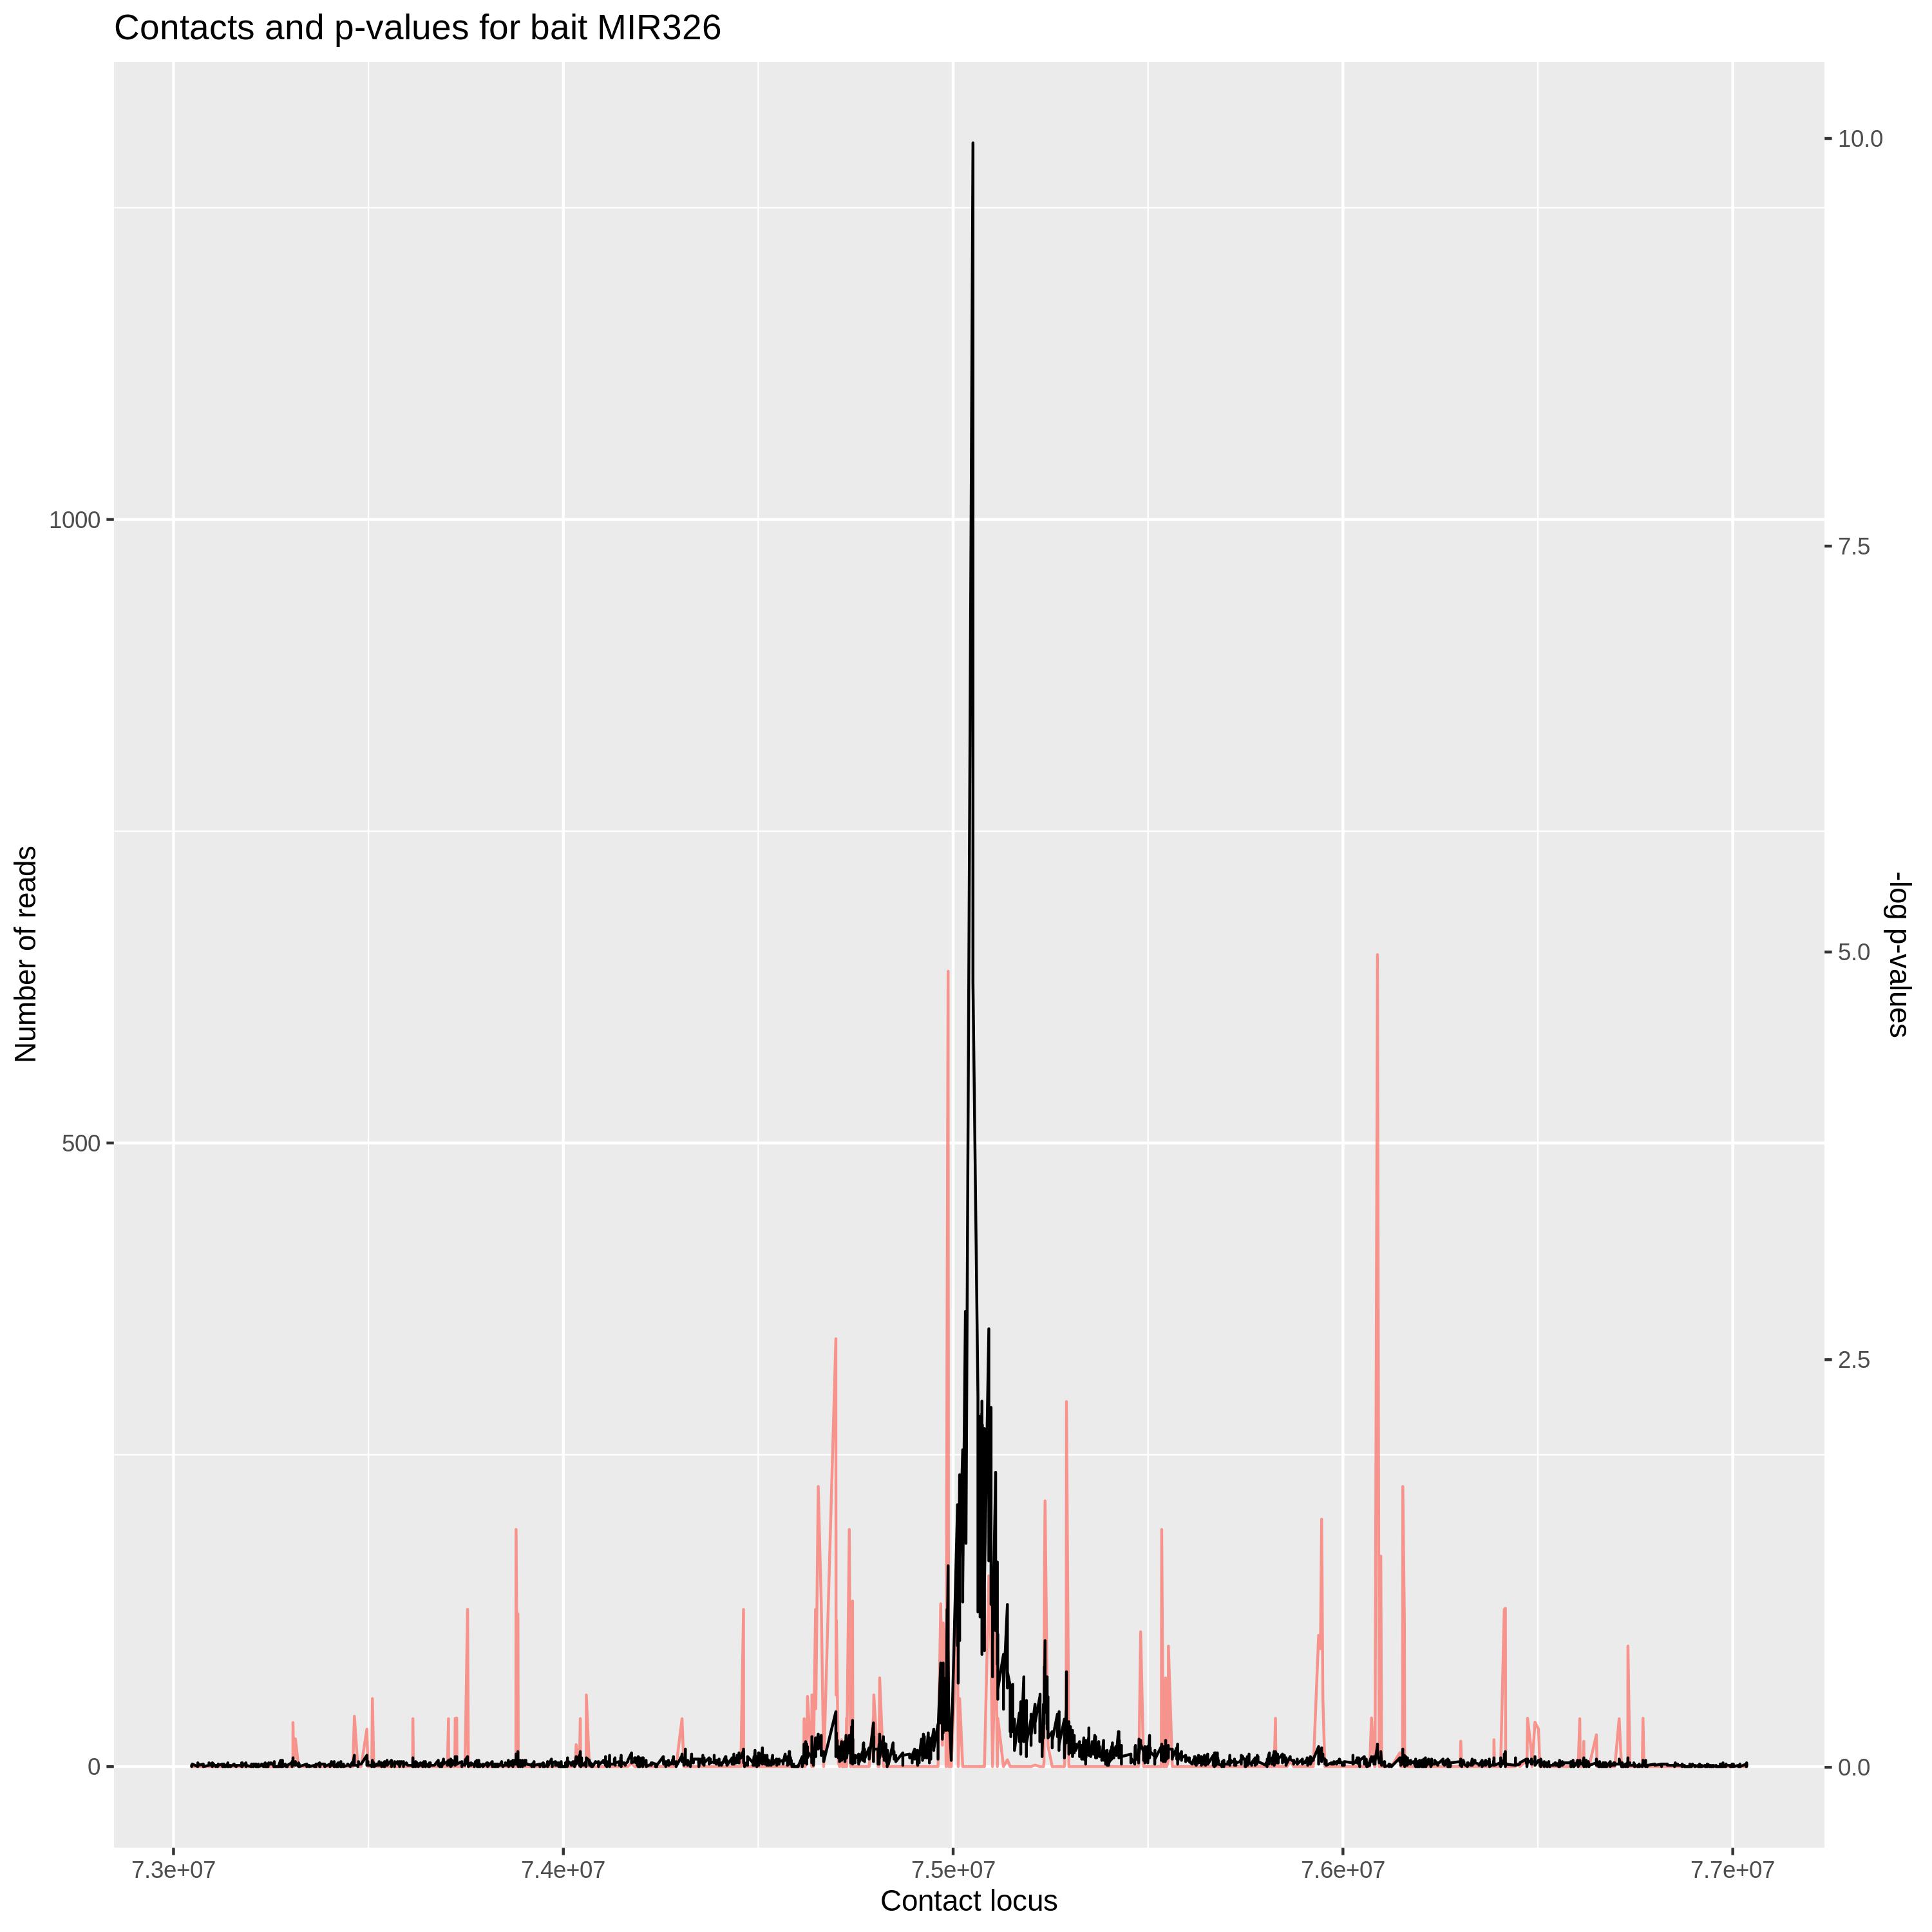 Contacts and p-values for bait MIR326
10.0
1000
7.5
Number of reads
-log p-values
5.0
500
2.5
0
0.0
7.3e+07
7.4e+07
7.5e+07
7.6e+07
7.7e+07
Contact locus